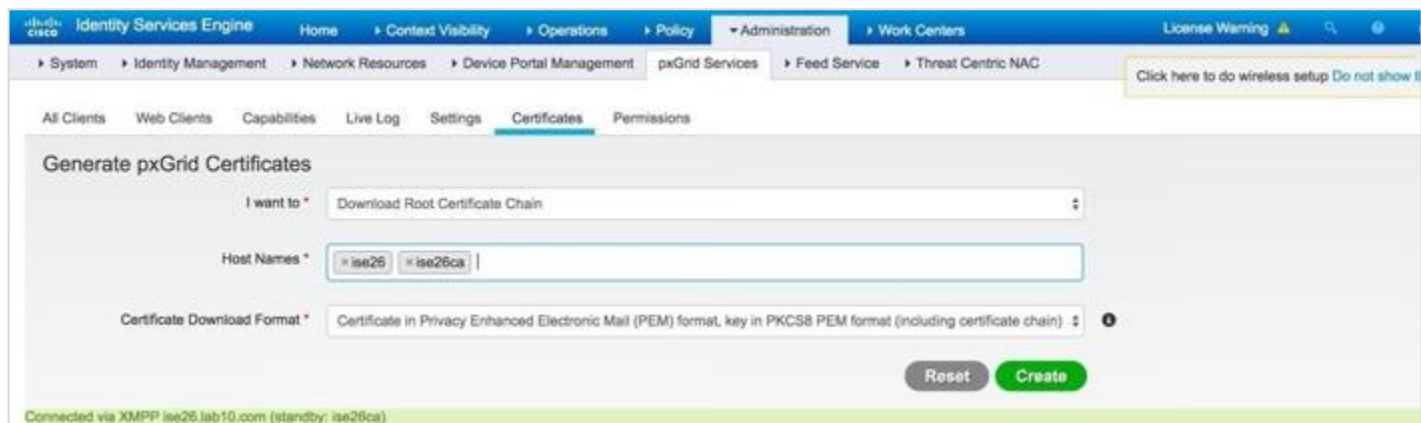 cisco Identity Services Engine Home Context Visibility Operations Policy Administration Work Centers License Warning
System Identity Management Network Resources Device Portal Management pxGrid Services Feed Service Threat Centric NAC
Click here to do wireless setup Do not show
All Clients Web Clients Capabilities Live Log Settings Certificates Permissions
Generate pxGrid Certificates
I want to * Download Root Certificate Chain
Host Names * × ise26 × ise26ca
Certificate Download Format * Certificate in Privacy Enhanced Electronic Mail (PEM) format, key in PKCS8 PEM format (including certificate chain)
Reset Create
Connected via XMPP ise26.lab10.com (standby: ise26ca)